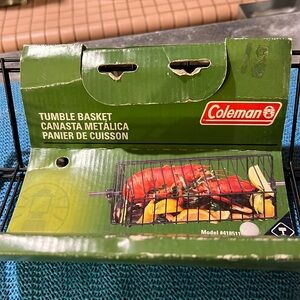 Coleman
TUMBLE BASKET
CANASTA METÁLICA
PANIER DE CUISSON